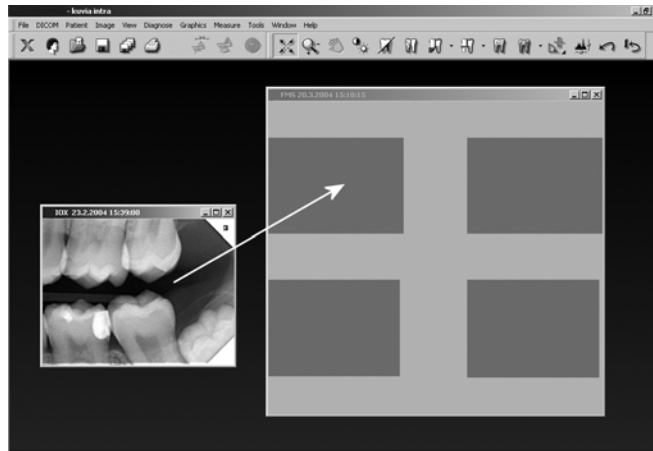 - kuvia intra
File DICOM Patient Image View Diagnose Graphics Measure Tools Window Help
FMS 20.3.2004 15:10:15
IOX 23.2.2004 15:39:00